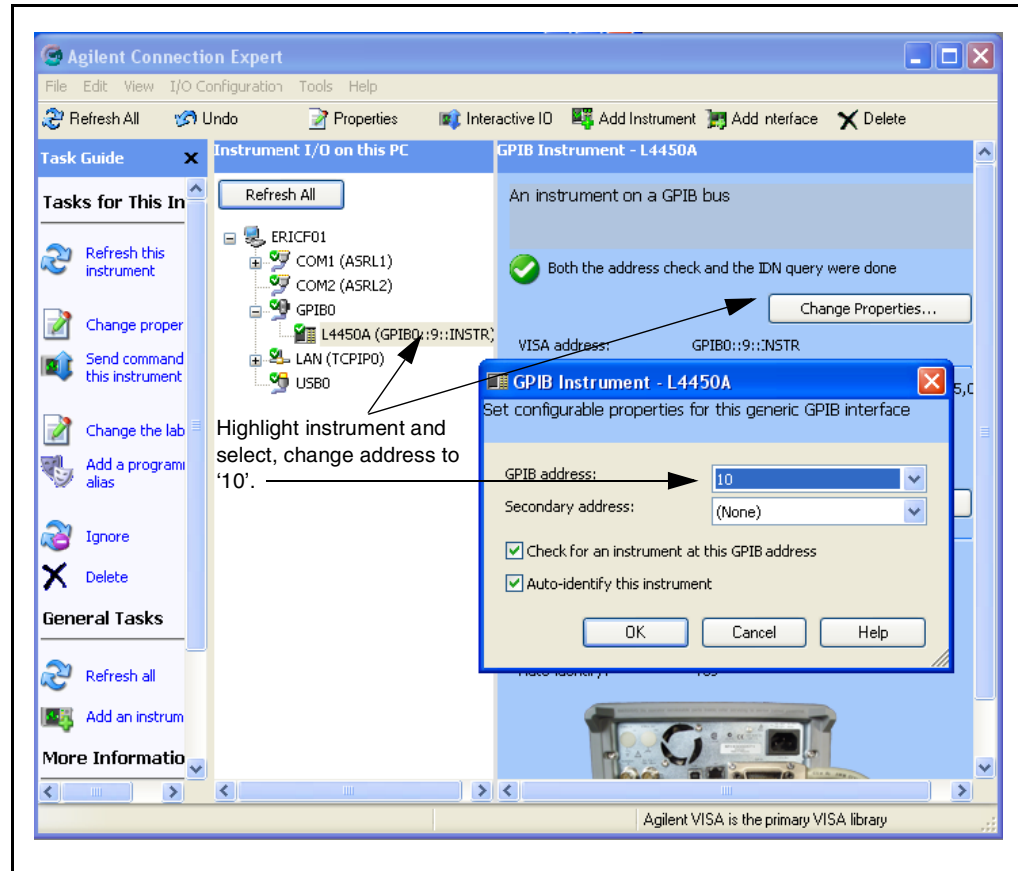 Agilent Connection Expert
File Edit View I/O Configuration Tools Help
Refresh All Undo Properties Interactive IO Add Instrument Add nterface Delete
Task Guide
Tasks for This In
Refresh this
instrument
Change proper
Send command
this instrument
Change the lab
Add a program
alias
Ignore
Delete
General Tasks
Refresh all
Add an instrum
More Informatio
Instrument I/O on this PC
Refresh All
ERICF01
COM1 (ASRL1)
COM2 (ASRL2)
GPIB0
L4450A (GPIB0::9::INSTR)
LAN (TCPIP0)
USB0
Highlight instrument and
select, change address to
‘10’.
GPIB Instrument - L4450A
An instrument on a GPIB bus
Both the address check and the IDN query were done
Change Properties...
VISA address: GPIB0::9::INSTR
5,0
GPIB Instrument - L4450A
Set configurable properties for this generic GPIB interface
GPIB address: 10
Secondary address: (None)
Check for an instrument at this GPIB address
Auto-identify this instrument
OK Cancel Help
Agilent VISA is the primary VISA library